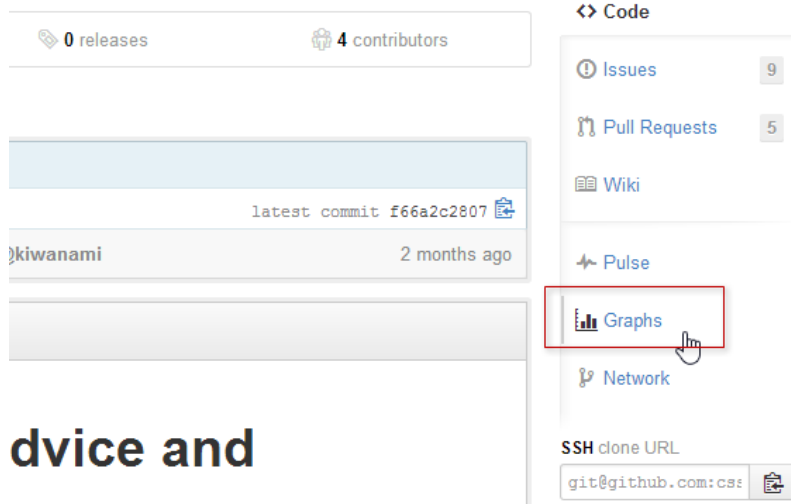 0 releases
4 contributors
latest commit f66a2c2807
kiwanami
2 months ago
dvice and
<> Code
Issues 9
Pull Requests 5
Wiki
Pulse
Graphs
Network
SSH clone URL
git@github.com:css